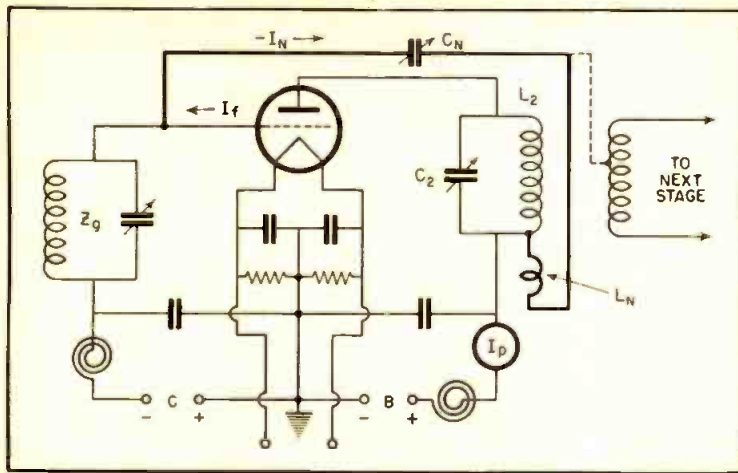 -I_N
C_N
I_f
L_2
C_2
Z_g
TO
NEXT
STAGE
L_N
I_p
- C +
- B +